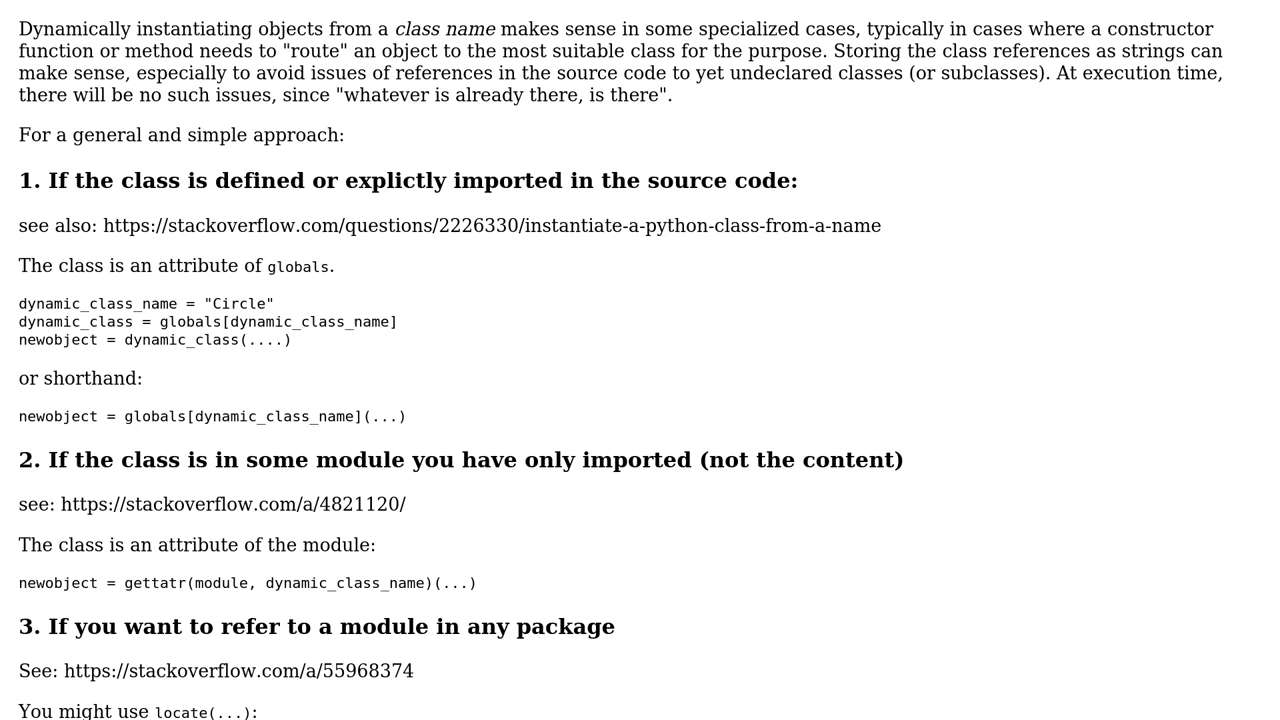 Dynamically instantiating objects from a class name makes sense in some specialized cases, typically in cases where a constructor
function or method needs to "route" an object to the most suitable class for the purpose. Storing the class references as strings can
make sense, especially to avoid issues of references in the source code to yet undeclared classes (or subclasses). At execution time,
there will be no such issues, since "whatever is already there, is there".
For a general and simple approach:
1. If the class is defined or explictly imported in the source code:
see also: https://stackoverflow.com/questions/2226330/instantiate-a-python-class-from-a-name
The class is an attribute of globals.
dynamic_class_name = "Circle"
dynamic_class = globals[dynamic_class_name]
newobject = dynamic_class(....)
or shorthand:
newobject = globals[dynamic_class_name](...)
2. If the class is in some module you have only imported (not the content)
see: https://stackoverflow.com/a/4821120/
The class is an attribute of the module:
newobject = gettatr(module, dynamic_class_name)(...)
3. If you want to refer to a module in any package
See: https://stackoverflow.com/a/55968374
You might use locate(...):